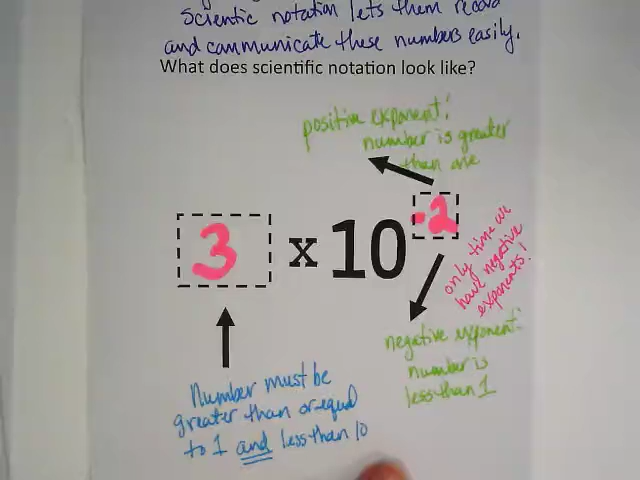 Scientic notation lets them record
and communicate these numbers easily.
What does scientific notation look like?
positive exponent:
number is greater
than one
3 x 10 -2
only time we
have negative
exponents!
negative exponent:
number is
less than 1
Number must be
greater than or equal
to 1 and less than 10